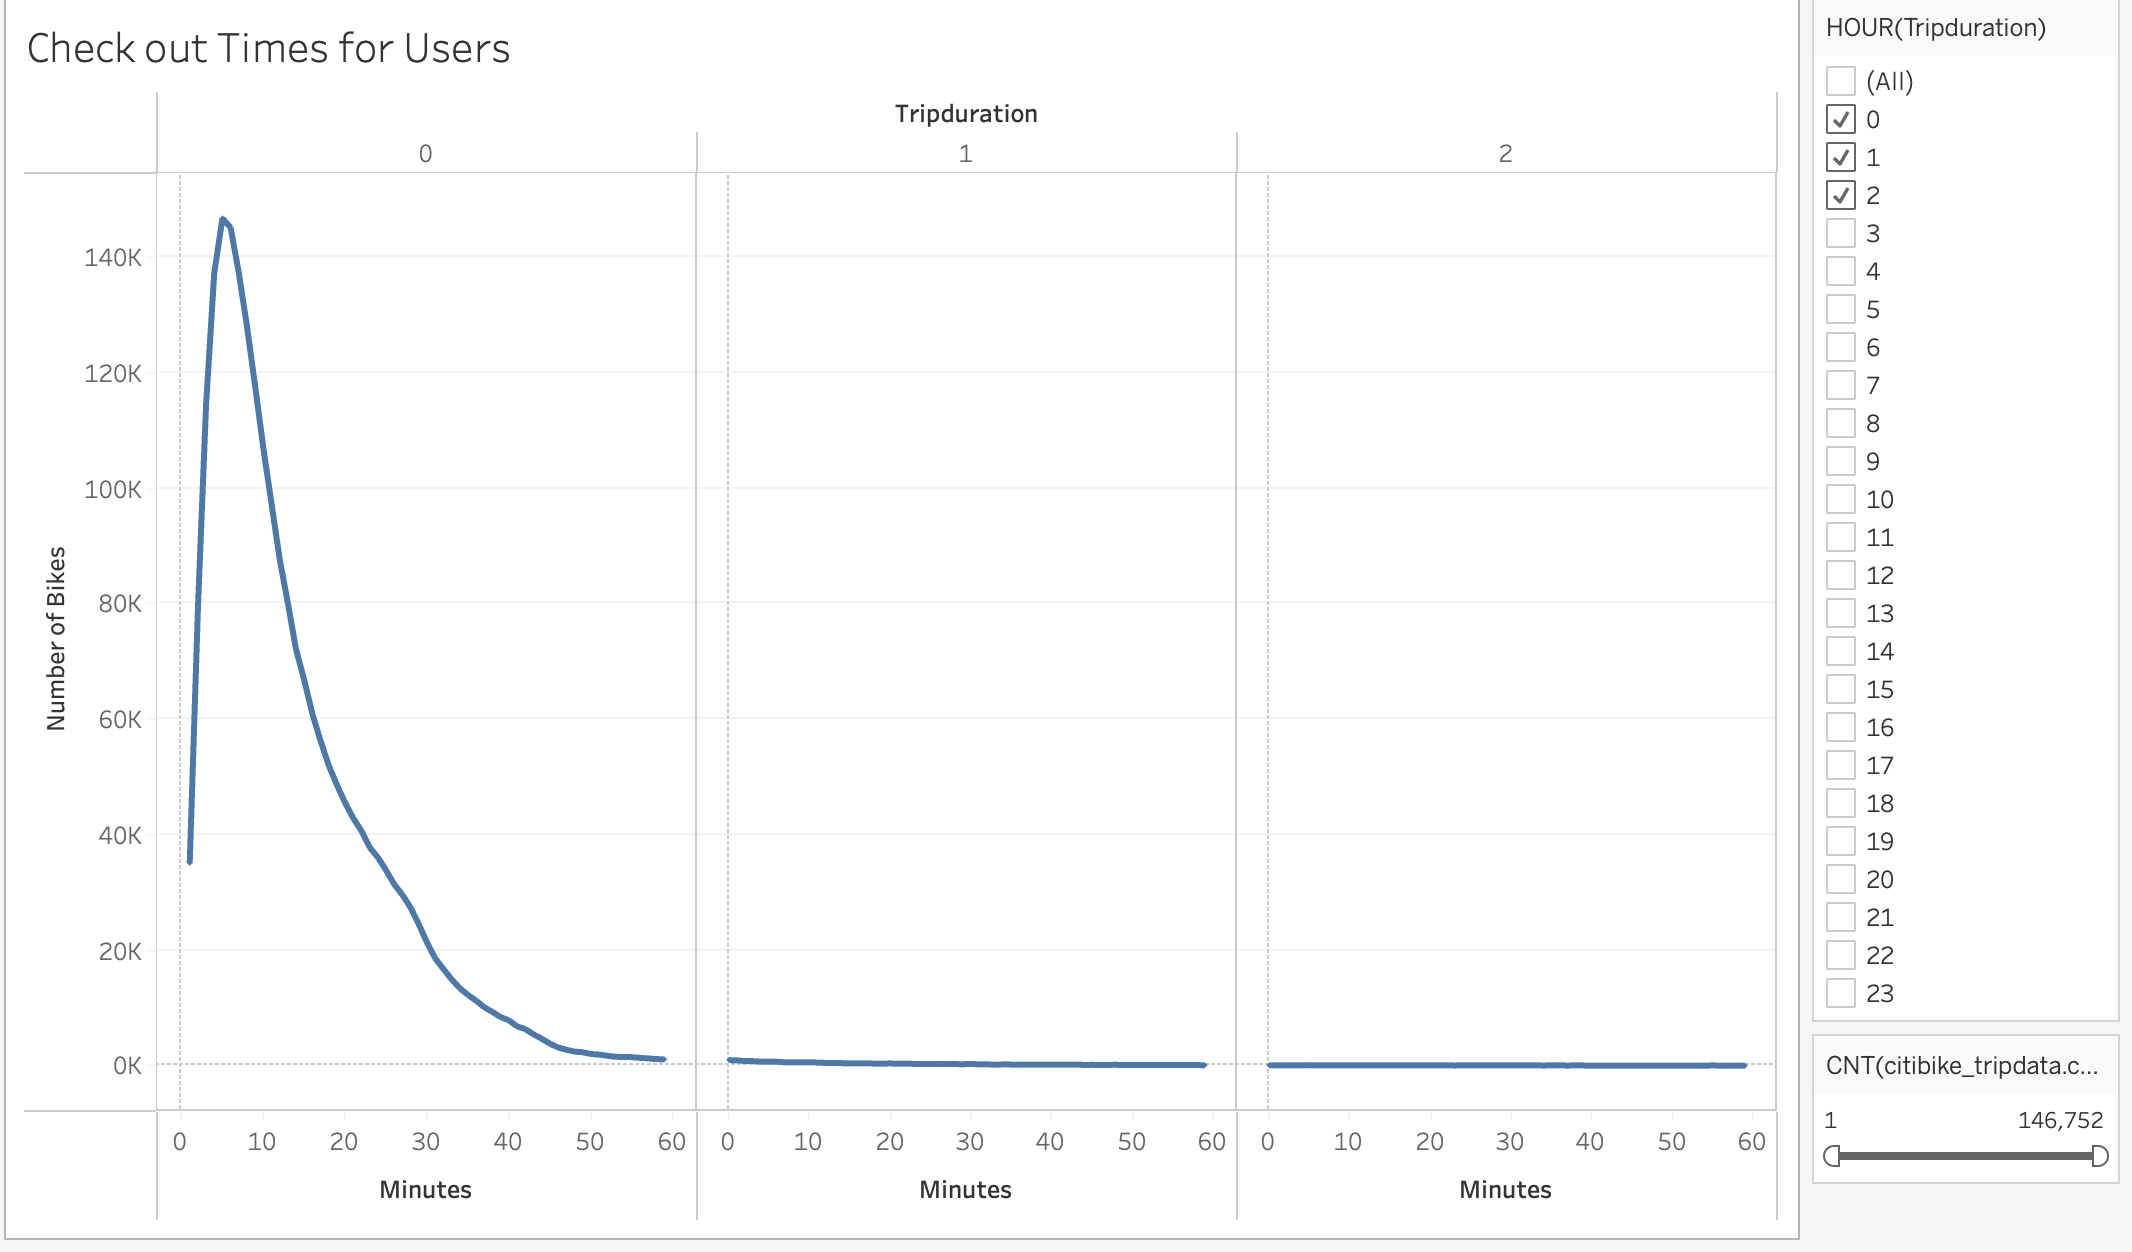 Check out Times for Users
Tripduration
0 1 2
Number of Bikes
140K
120K
100K
80K
60K
40K
20K
0K
0 10 20 30 40 50 60 0 10 20 30 40 50 60 0 10 20 30 40 50 60
Minutes Minutes Minutes
HOUR(Tripduration)
(All)
0
1
2
3
4
5
6
7
8
9
10
11
12
13
14
15
16
17
18
19
20
21
22
23
CNT(citibike_tripdata.c...
1 146,752